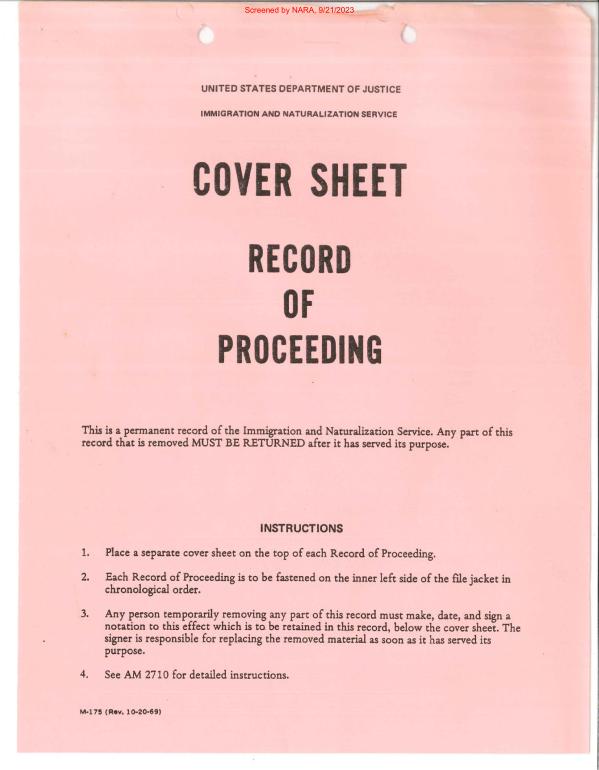 Screened by NARA, 9/21/2023
UNITED STATES DEPARTMENT OF JUSTICE
IMMIGRATION AND NATURALIZATION SERVICE
COVER SHEET
RECORD
OF
PROCEEDING
This is a permanent record of the Immigration and Naturalization Service. Any part of this
record that is removed MUST BE RETURNED after it has served its purpose.
INSTRUCTIONS
1. Place a separate cover sheet on the top of each Record of Proceeding.
2. Each Record of Proceeding is to be fastened on the inner left side of the file jacket in
chronological order.
3. Any person temporarily removing any part of this record must make, date, and sign a
notation to this effect which is to be retained in this record, below the cover sheet. The
signer is responsible for replacing the removed material as soon as it has served its
purpose.
4. See AM 2710 for detailed instructions.
M-175 (Rev. 10-20-69)